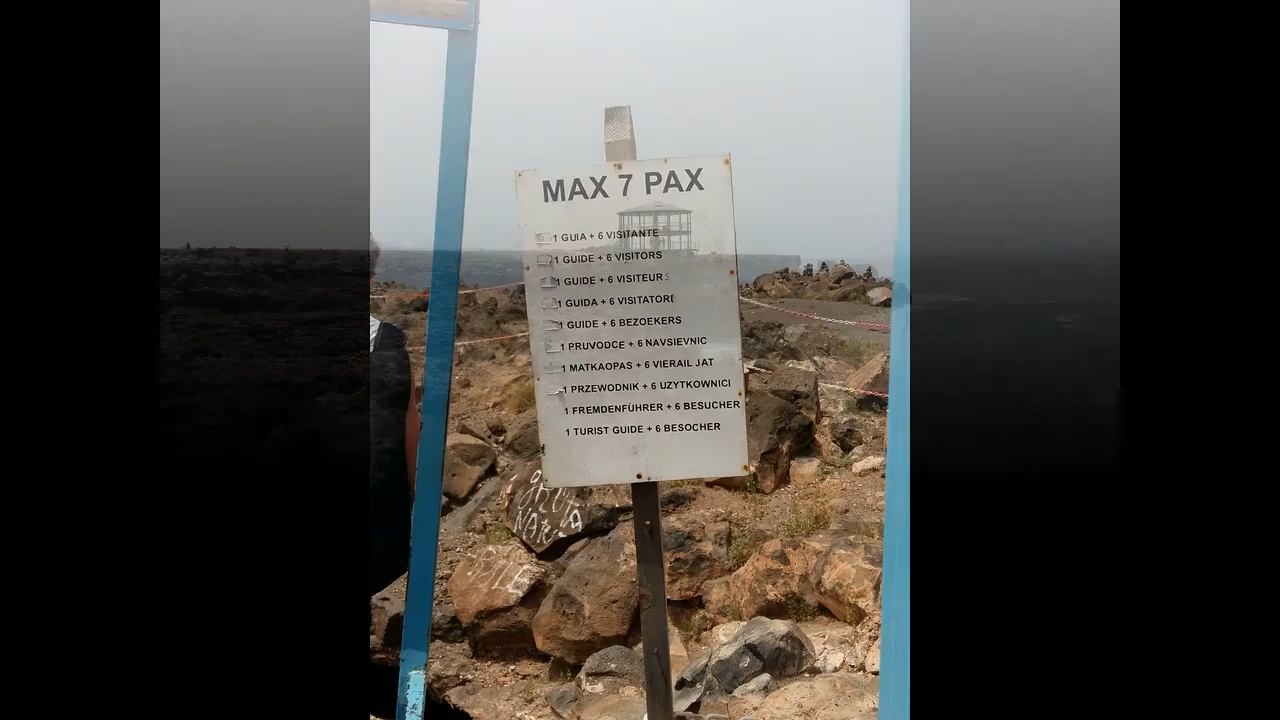 MAX 7 PAX
1 GUIA + 6 VISITANTE
1 GUIDE + 6 VISITORS
1 GUIDE + 6 VISITEURS
1 GUIDA + 6 VISITATORI
1 GUIDE + 6 BEZOEKERS
1 PRUVODCE + 6 NAVSIEVNIC
1 MATKAOPAS + 6 VIERAILJAT
1 PRZEWODNIK + 6 UZYTKOWNICI
1 FREMDENFÜHRER + 6 BESUCHER
1 TURIST GUIDE + 6 BESOCHER